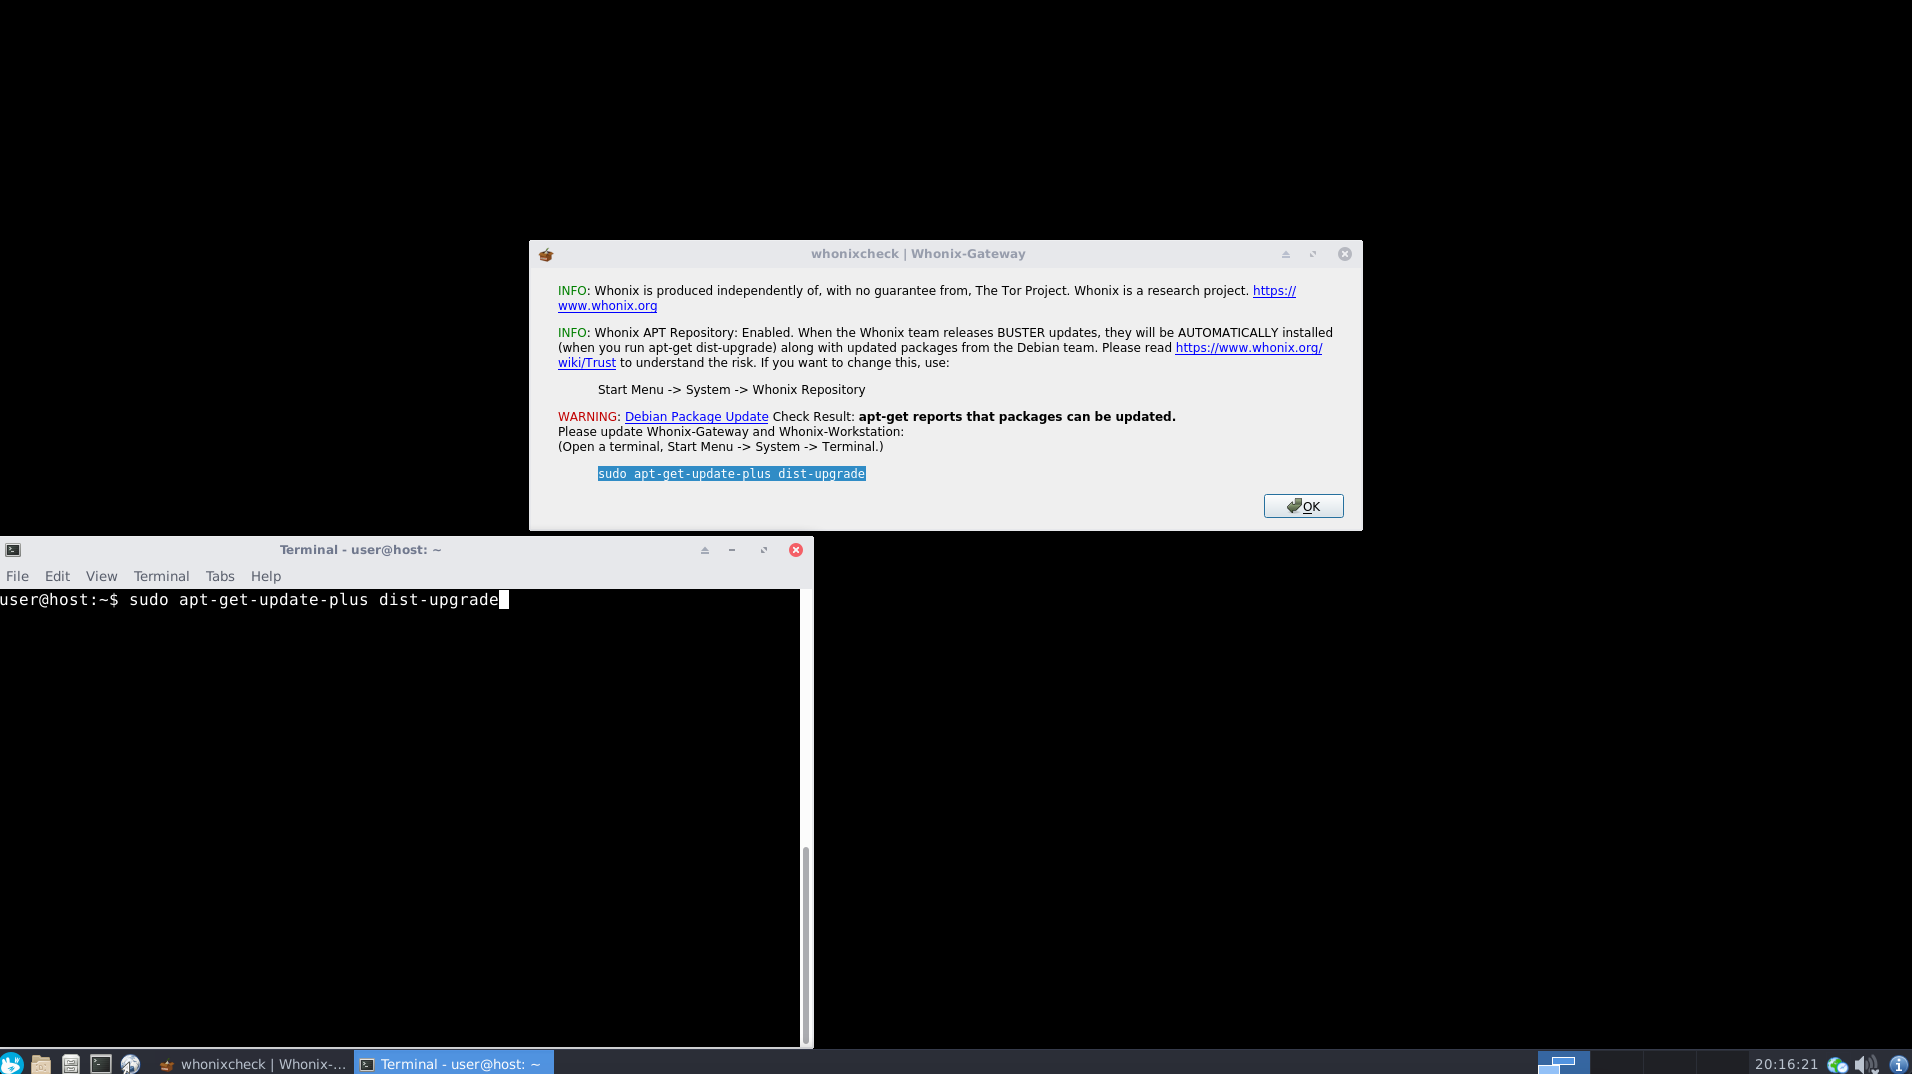 whonixcheck | Whonix-Gateway
INFO: Whonix is produced independently of, with no guarantee from, The Tor Project. Whonix is a research project. https://
www.whonix.org
INFO: Whonix APT Repository: Enabled. When the Whonix team releases BUSTER updates, they will be AUTOMATICALLY installed
(when you run apt-get dist-upgrade) along with updated packages from the Debian team. Please read https://www.whonix.org/
wiki/Trust to understand the risk. If you want to change this, use:
Start Menu -> System -> Whonix Repository
WARNING: Debian Package Update Check Result: apt-get reports that packages can be updated.
Please update Whonix-Gateway and Whonix-Workstation:
(Open a terminal, Start Menu -> System -> Terminal.)
sudo apt-get-update-plus dist-upgrade
OK
Terminal - user@host: ~
File Edit View Terminal Tabs Help
user@host:~$ sudo apt-get-update-plus dist-upgrade
whonixcheck | Whonix-... Terminal - user@host: ~ 20:16:21